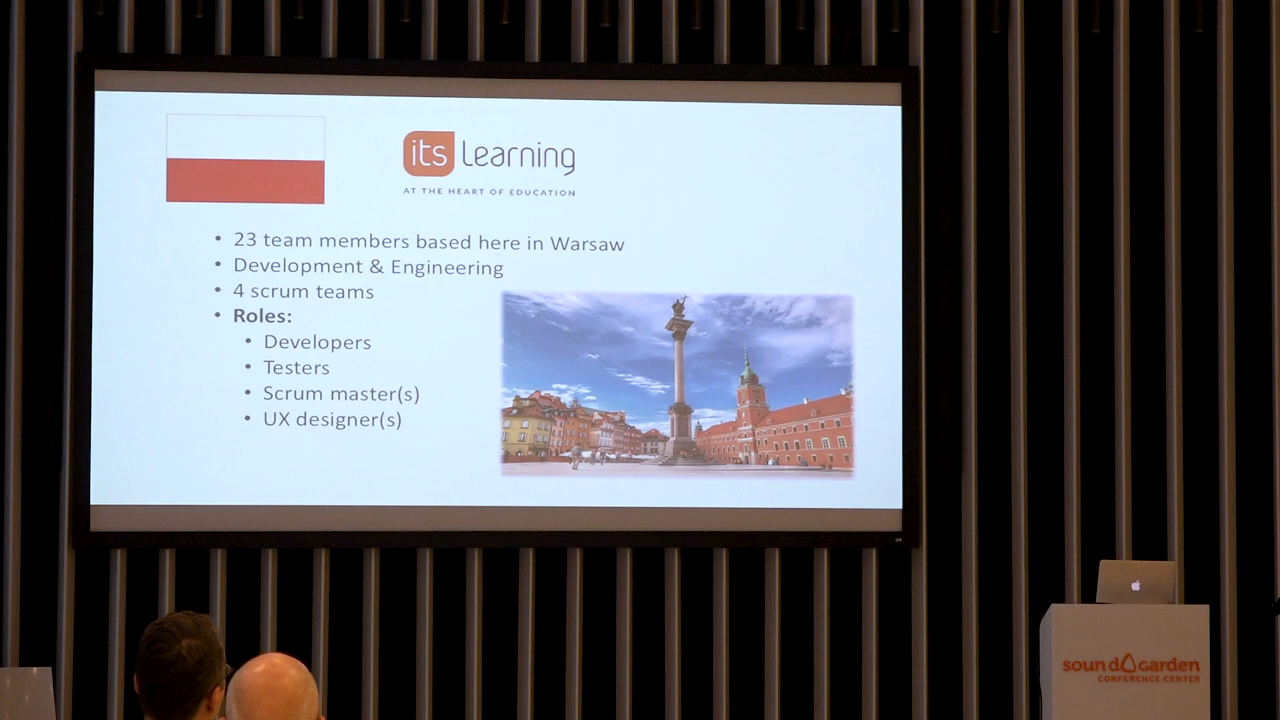 its Learning
AT THE HEART OF EDUCATION
• 23 team members based here in Warsaw
• Development & Engineering
• 4 scrum teams
• Roles:
• Developers
• Testers
• Scrum master(s)
• UX designer(s)
soundgarden
CONFERENCE CENTER